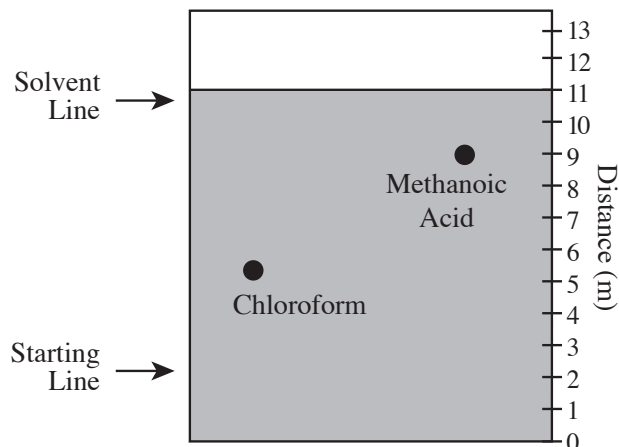 Solvent
Line
Starting
Line
Methanoic
Acid
Chloroform
13
12
11
10
9
8
7
6
5
4
3
2
1
0
Distance (m)